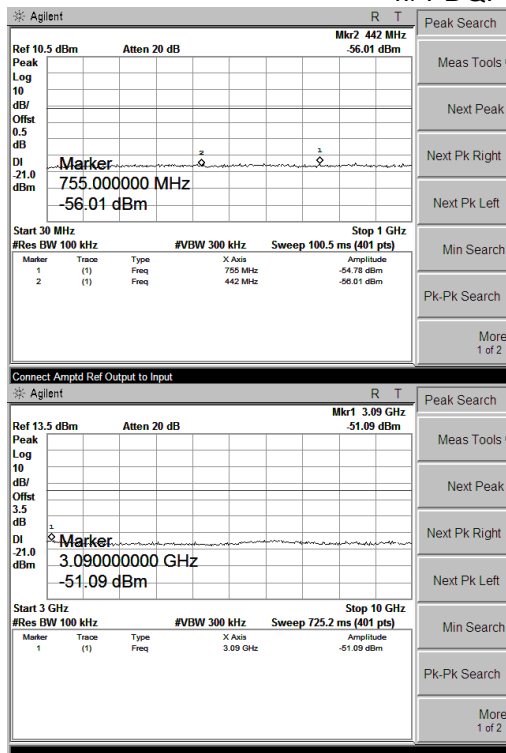 Agilent R T
Peak Search
Mkr2 442 MHz
Ref 10.5 dBm Atten 20 dB -56.01 dBm
Peak
Log
10
dB/
Offst
0.5
dB
DI
-21.0
dBm
2
1
Marker
755.000000 MHz
-56.01 dBm
Start 30 MHz Stop 1 GHz
#Res BW 100 kHz #VBW 300 kHz Sweep 100.5 ms (401 pts)
Marker Trace Type X Axis Amplitude
1 (1) Freq 755 MHz -54.78 dBm
2 (1) Freq 442 MHz -56.01 dBm
Meas Tools
Next Peak
Next Pk Right
Next Pk Left
Min Search
Pk-Pk Search
More
1 of 2
Connect Amptd Ref Output to Input
Agilent R T
Peak Search
Mkr1 3.09 GHz
Ref 13.5 dBm Atten 20 dB -51.09 dBm
Peak
Log
10
dB/
Offst
3.5
dB
DI
-21.0
dBm
1
Marker
3.090000000 GHz
-51.09 dBm
Start 3 GHz Stop 10 GHz
#Res BW 100 kHz #VBW 300 kHz Sweep 725.2 ms (401 pts)
Marker Trace Type X Axis Amplitude
1 (1) Freq 3.09 GHz -51.09 dBm
Meas Tools
Next Peak
Next Pk Right
Next Pk Left
Min Search
Pk-Pk Search
More
1 of 2